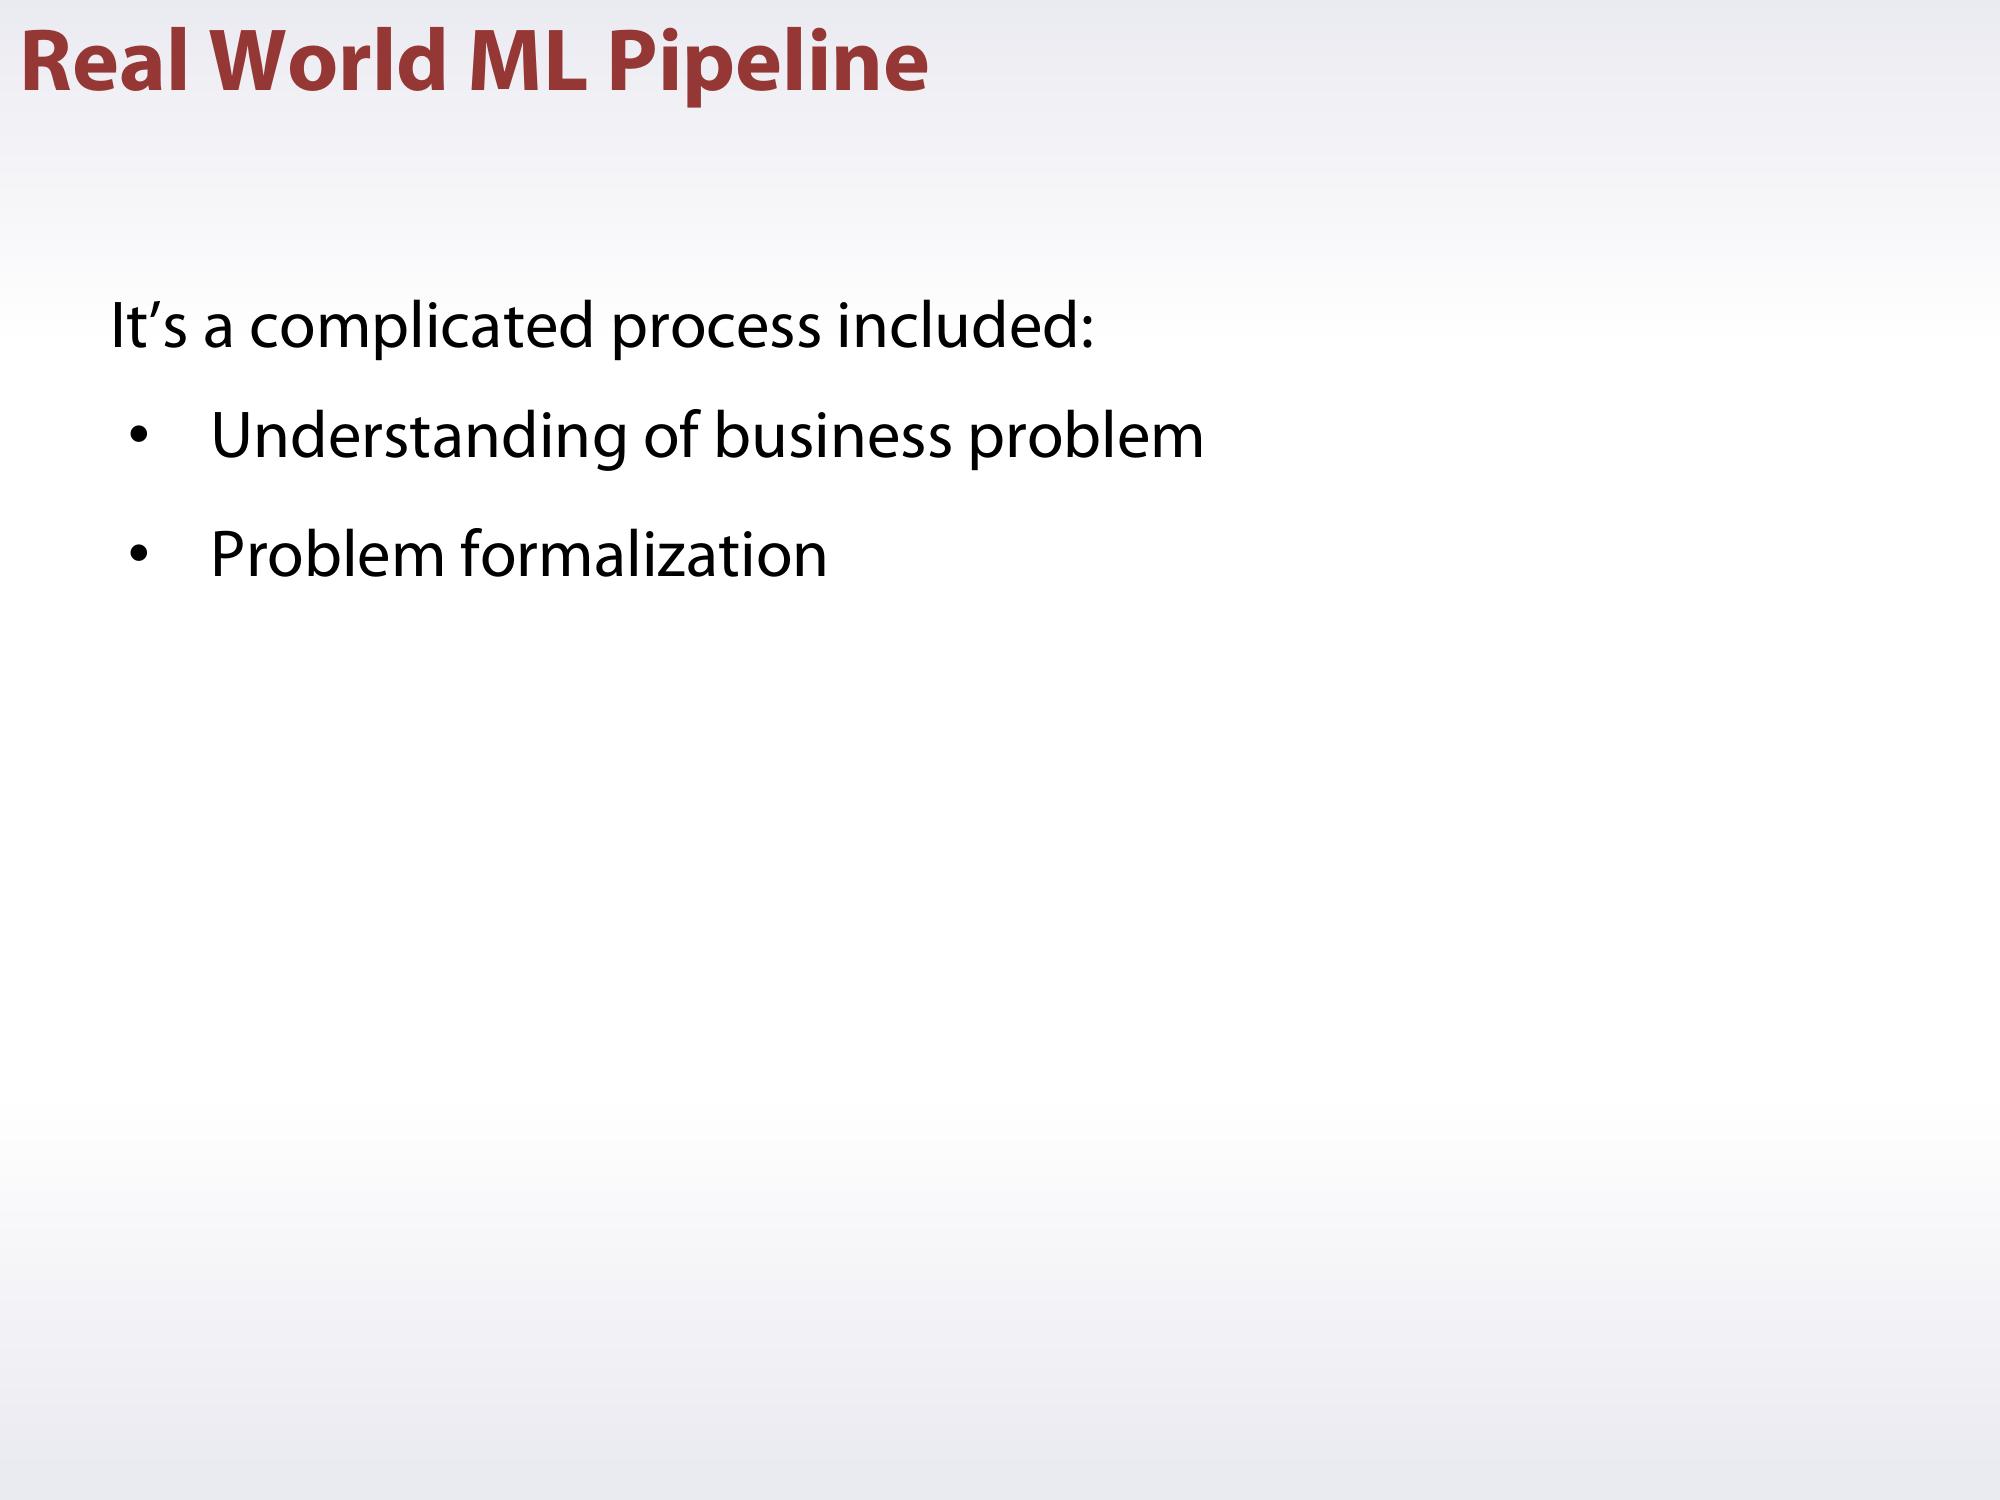 Real World ML Pipeline
It’s a complicated process included:
• Understanding of business problem
• Problem formalization